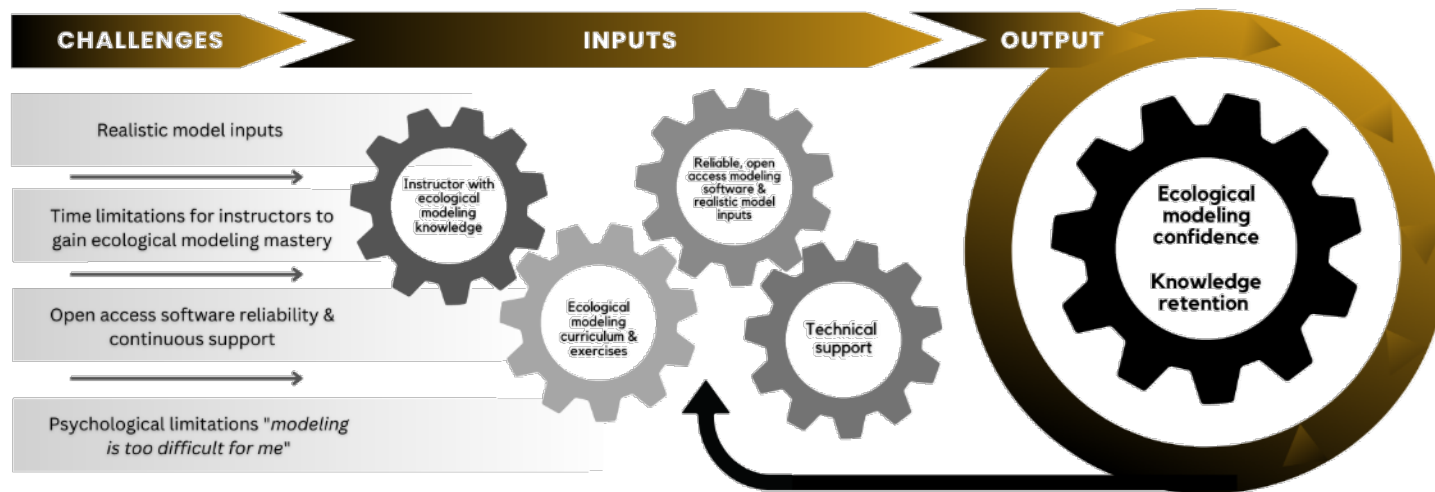 CHALLENGES
INPUTS
OUTPUT
Realistic model inputs
Time limitations for instructors to
gain ecological modeling mastery
Open access software reliability &
continuous support
Psychological limitations "modeling
is too difficult for me"
Instructor with
ecological
modeling
knowledge
Ecological
modeling
curriculum &
exercises
Reliable, open
access modeling
software &
realistic model
inputs
Technical
support
Ecological
modeling
confidence
Knowledge
retention